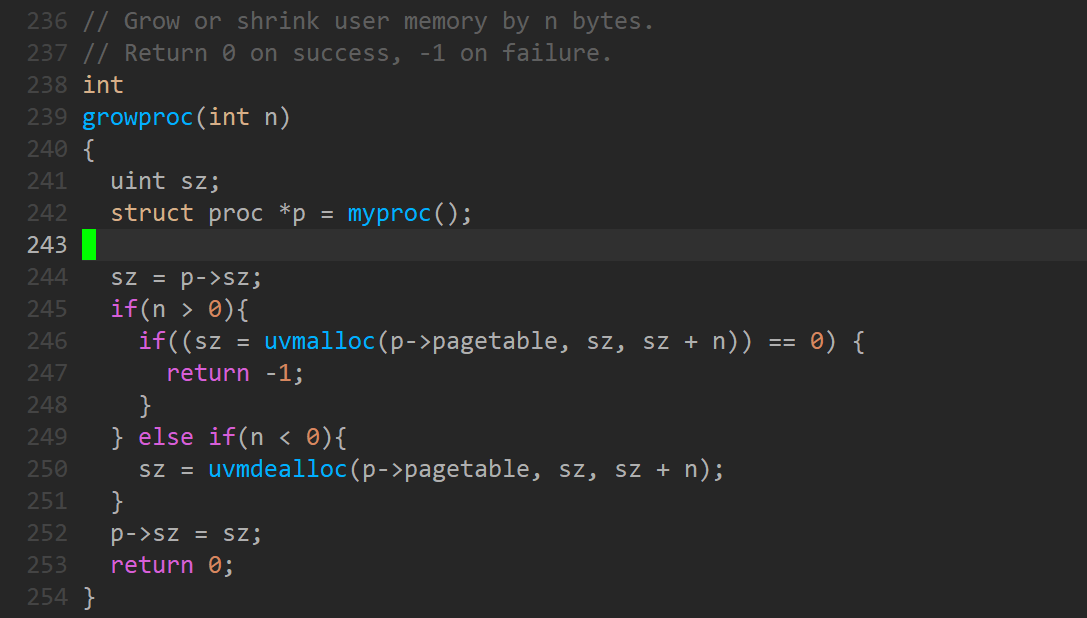 236 // Grow or shrink user memory by n bytes.
237 // Return 0 on success, -1 on failure.
238 int
239 growproc(int n)
240 {
241   uint sz;
242   struct proc *p = myproc();
243
244   sz = p->sz;
245   if(n > 0){
246     if((sz = uvmalloc(p->pagetable, sz, sz + n)) == 0) {
247       return -1;
248     }
249   } else if(n < 0){
250     sz = uvmdealloc(p->pagetable, sz, sz + n);
251   }
252   p->sz = sz;
253   return 0;
254 }